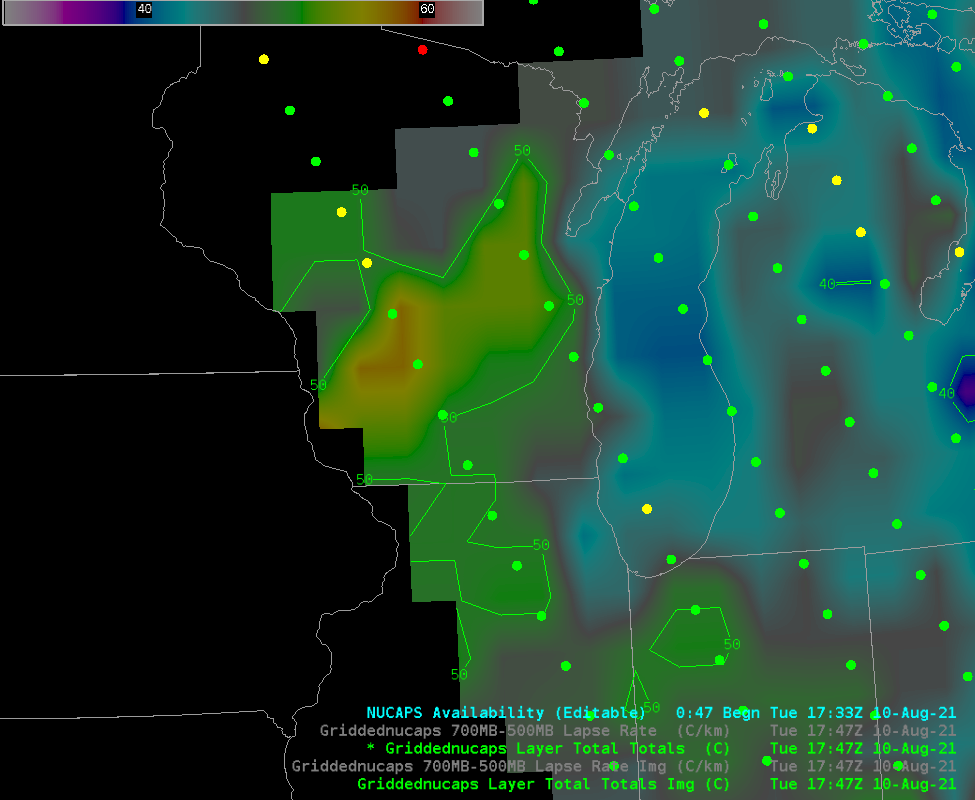 40 60
50
50
40
50
50
40
50
50
50
50
50
50
NUCAPS Availability (Editable) 0:47 Begn Tue 17:33Z 10-Aug-21
Griddednucaps 700MB-500MB Lapse Rate (C/km) Tue 17:47Z 10-Aug-21
* Griddednucaps Layer Total Totals (C) Tue 17:47Z 10-Aug-21
Griddednucaps 700MB-500MB Lapse Rate Img (C/km) Tue 17:47Z 10-Aug-21
Griddednucaps Layer Total Totals Img (C) Tue 17:47Z 10-Aug-21